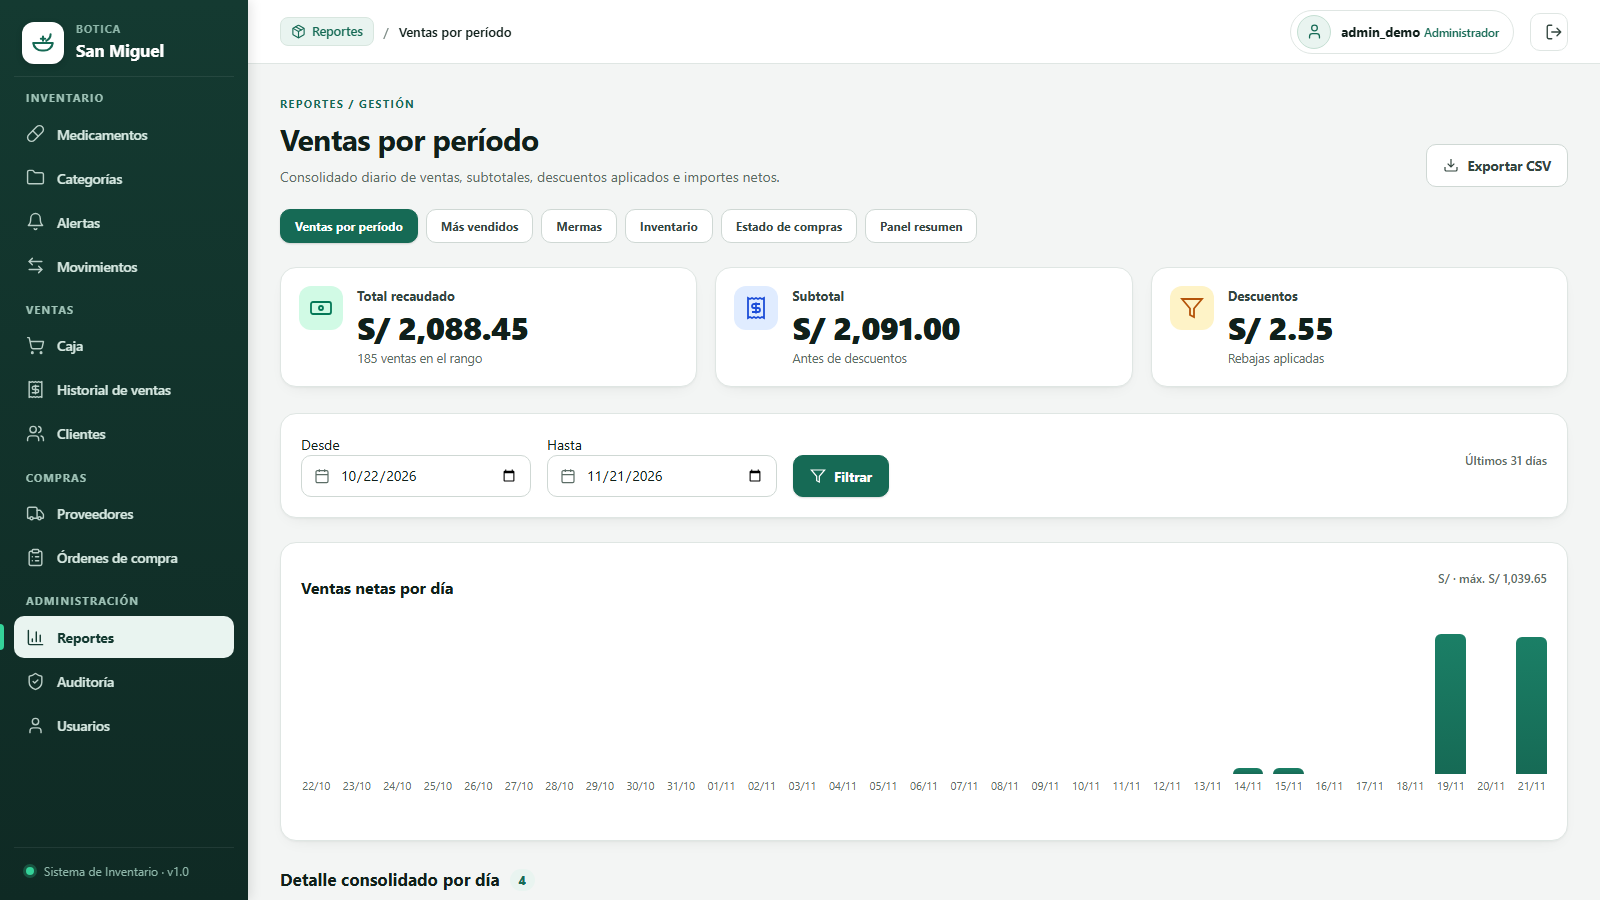 BOTICA
San Miguel
INVENTARIO
Medicamentos
Categorías
Alertas
Movimientos
VENTAS
Caja
Historial de ventas
Clientes
COMPRAS
Proveedores
Órdenes de compra
ADMINISTRACIÓN
Reportes
Auditoría
Usuarios
Sistema de Inventario · v1.0
Reportes / Ventas por período
admin_demo Administrador
REPORTES / GESTIÓN
Ventas por período
Consolidado diario de ventas, subtotales, descuentos aplicados e importes netos.
Exportar CSV
Ventas por período Más vendidos Mermas Inventario Estado de compras Panel resumen
Total recaudado
S/ 2,088.45
185 ventas en el rango
Subtotal
S/ 2,091.00
Antes de descuentos
Descuentos
S/ 2.55
Rebajas aplicadas
Desde
10/22/2026
Hasta
11/21/2026
Filtrar
Últimos 31 días
Ventas netas por día
S/ · máx. S/ 1,039.65
22/10 23/10 24/10 25/10 26/10 27/10 28/10 29/10 30/10 31/10 01/11 02/11 03/11 04/11 05/11 06/11 07/11 08/11 09/11 10/11 11/11 12/11 13/11 14/11 15/11 16/11 17/11 18/11 19/11 20/11 21/11
Detalle consolidado por día 4